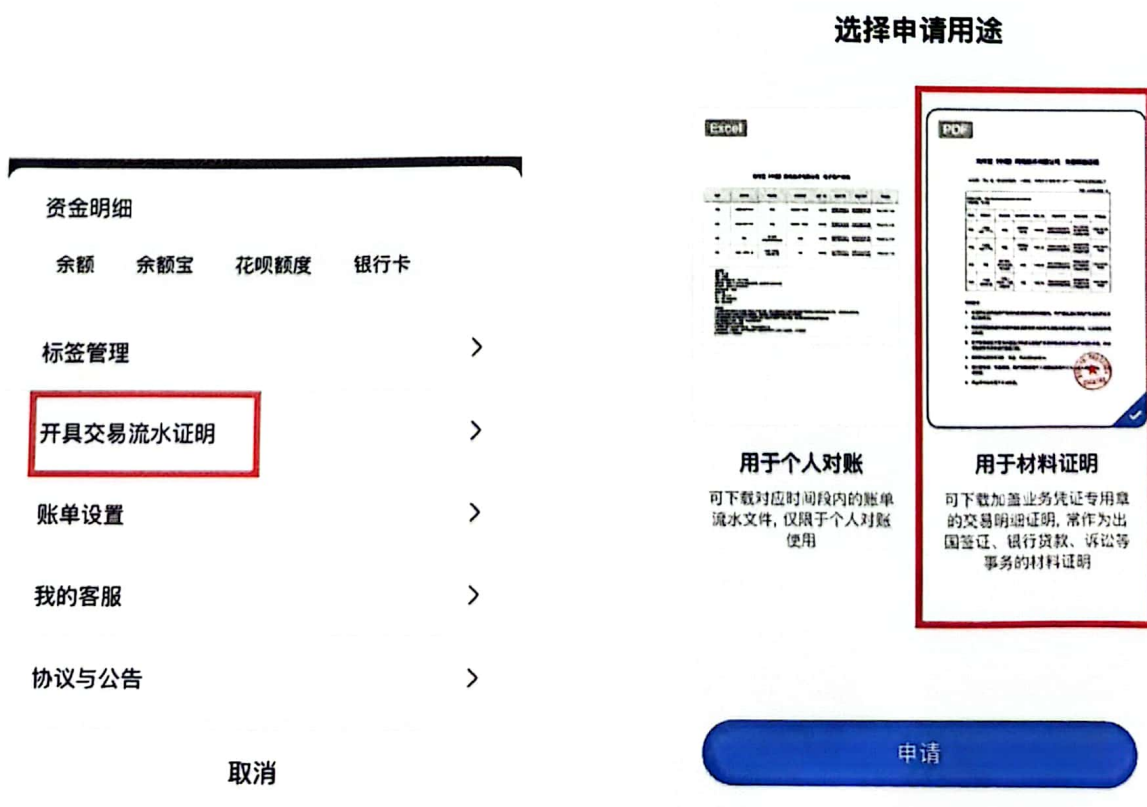 资金明细
余额 余额宝 花呗额度 银行卡
标签管理
开具交易流水证明
账单设置
我的客服
协议与公告
取消
选择申请用途
Excel
用于个人对账
可下载对应时间段内的账单
流水文件, 仅限于个人对账
使用
PDF
用于材料证明
可下载加盖业务凭证专用章
的交易明细证明, 常作为出
国签证、银行贷款、诉讼等
事务的材料证明
申请